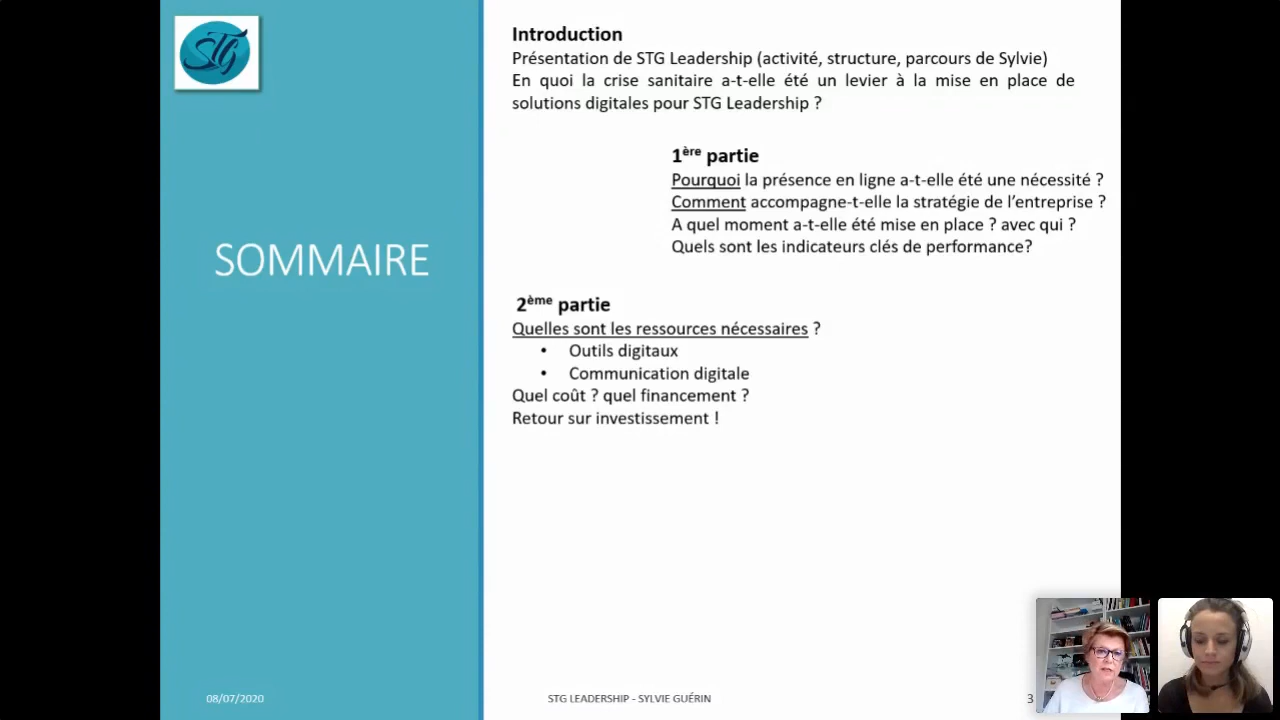 STG
Introduction
Présentation de STG Leadership (activité, structure, parcours de Sylvie)
En quoi la crise sanitaire a-t-elle été un levier à la mise en place de
solutions digitales pour STG Leadership ?
1ère partie
Pourquoi la présence en ligne a-t-elle été une nécessité ?
Comment accompagne-t-elle la stratégie de l'entreprise ?
A quel moment a-t-elle été mise en place ? avec qui ?
Quels sont les indicateurs clés de performance?
SOMMAIRE
2ème partie
Quelles sont les ressources nécessaires ?
• Outils digitaux
• Communication digitale
Quel coût ? quel financement ?
Retour sur investissement !
08/07/2020
STG LEADERSHIP - SYLVIE GUÉRIN
3